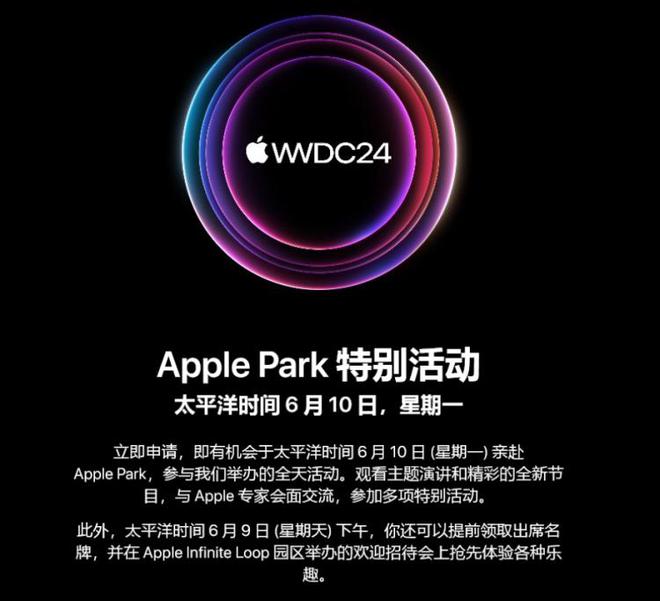 WWDC24
Apple Park 特别活动
太平洋时间 6 月 10 日，星期一
立即申请，即有机会于太平洋时间 6 月 10 日 (星期一) 亲赴
Apple Park，参与我们举办的全天活动。观看主题演讲和精彩的全新节
目，与 Apple 专家会面交流，参加多项特别活动。
此外，太平洋时间 6 月 9 日 (星期天) 下午，你还可以提前领取出席名
牌，并在 Apple Infinite Loop 园区举办的欢迎招待会上抢先体验各种乐
趣。